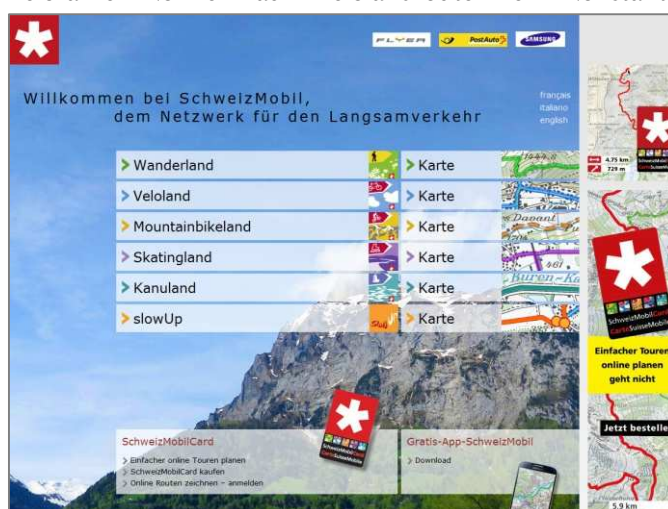 FLYER PostAuto SAMSUNG
Willkommen bei SchweizMobil,
dem Netzwerk für den Langsamverkehr
français
italiano
english
Wanderland
Karte
Veloland
Karte
Mountainbikeland
Karte
Skatingland
Karte
Kanuland
Karte
slowUp
Karte
SchweizMobilCard
Einfacher online Touren planen
SchweizMobilCard kaufen
Online Routen zeichnen – anmelden
Gratis-App-SchweizMobil
Download
4,75 km
729 m
SchweizMobilCard
CarteSuisseMobile
Einfacher Touren
online planen
geht nicht
Jetzt bestelle
5,9 km